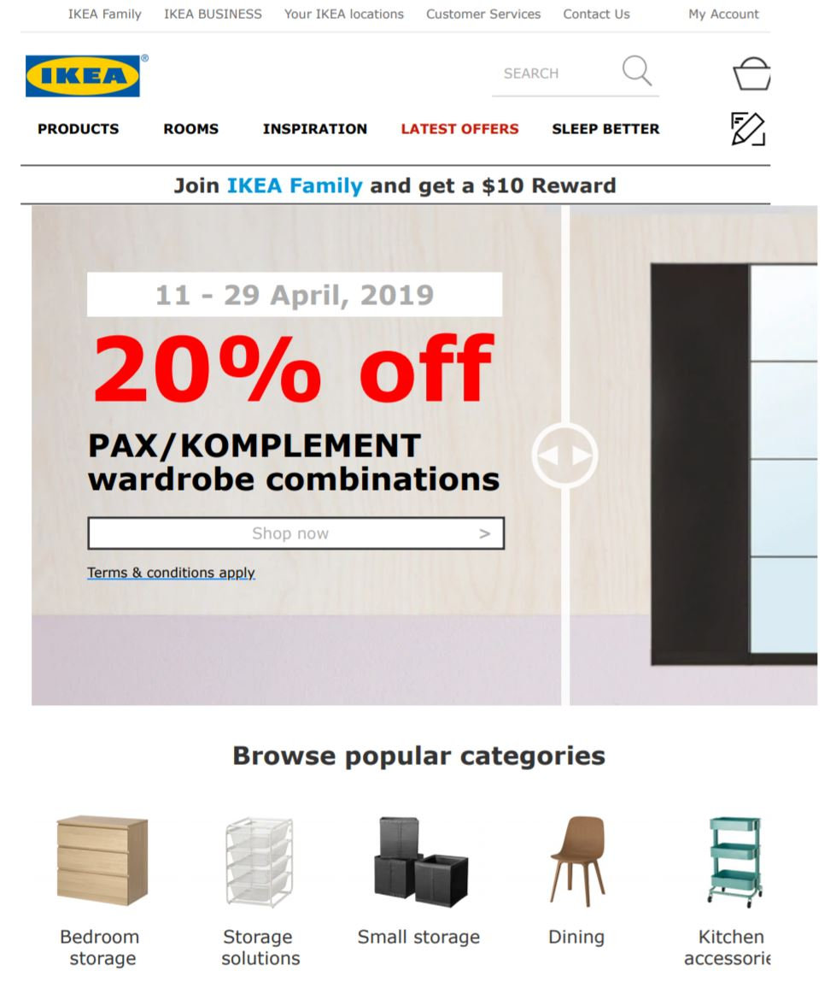 IKEA Family IKEA BUSINESS Your IKEA locations Customer Services Contact Us My Account
IKEA®
SEARCH
PRODUCTS ROOMS INSPIRATION LATEST OFFERS SLEEP BETTER
Join IKEA Family and get a $10 Reward
11 - 29 April, 2019
20% off
PAX/KOMPLEMENT
wardrobe combinations
Shop now >
Terms & conditions apply
Browse popular categories
Bedroom
storage
Storage
solutions
Small storage
Dining
Kitchen
accessorie